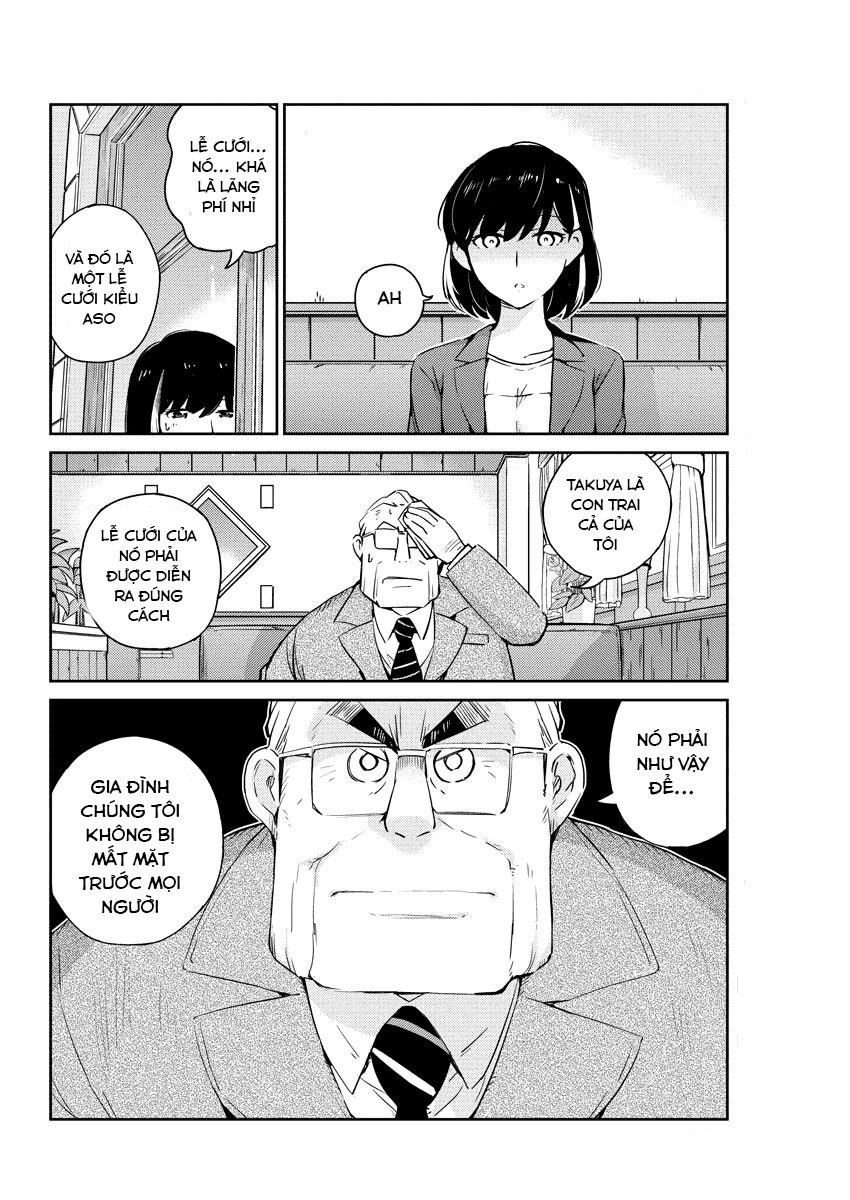 AH
LỄ CƯỚI...
NÓ... KHÁ
LÀ LÃNG
PHÍ NHỈ
VÀ ĐÓ LÀ
MỘT LỄ
CƯỚI KIỂU
ASO
TAKUYA LÀ
CON TRAI
CẢ CỦA
TÔI
LỄ CƯỚI CỦA
NÓ PHẢI
ĐƯỢC DIỄN
RA ĐÚNG
CÁCH
NÓ PHẢI
NHƯ VẬY
ĐỂ...
GIA ĐÌNH
CHÚNG TÔI
KHÔNG BỊ
MẤT MẶT
TRƯỚC MỌI
NGƯỜI